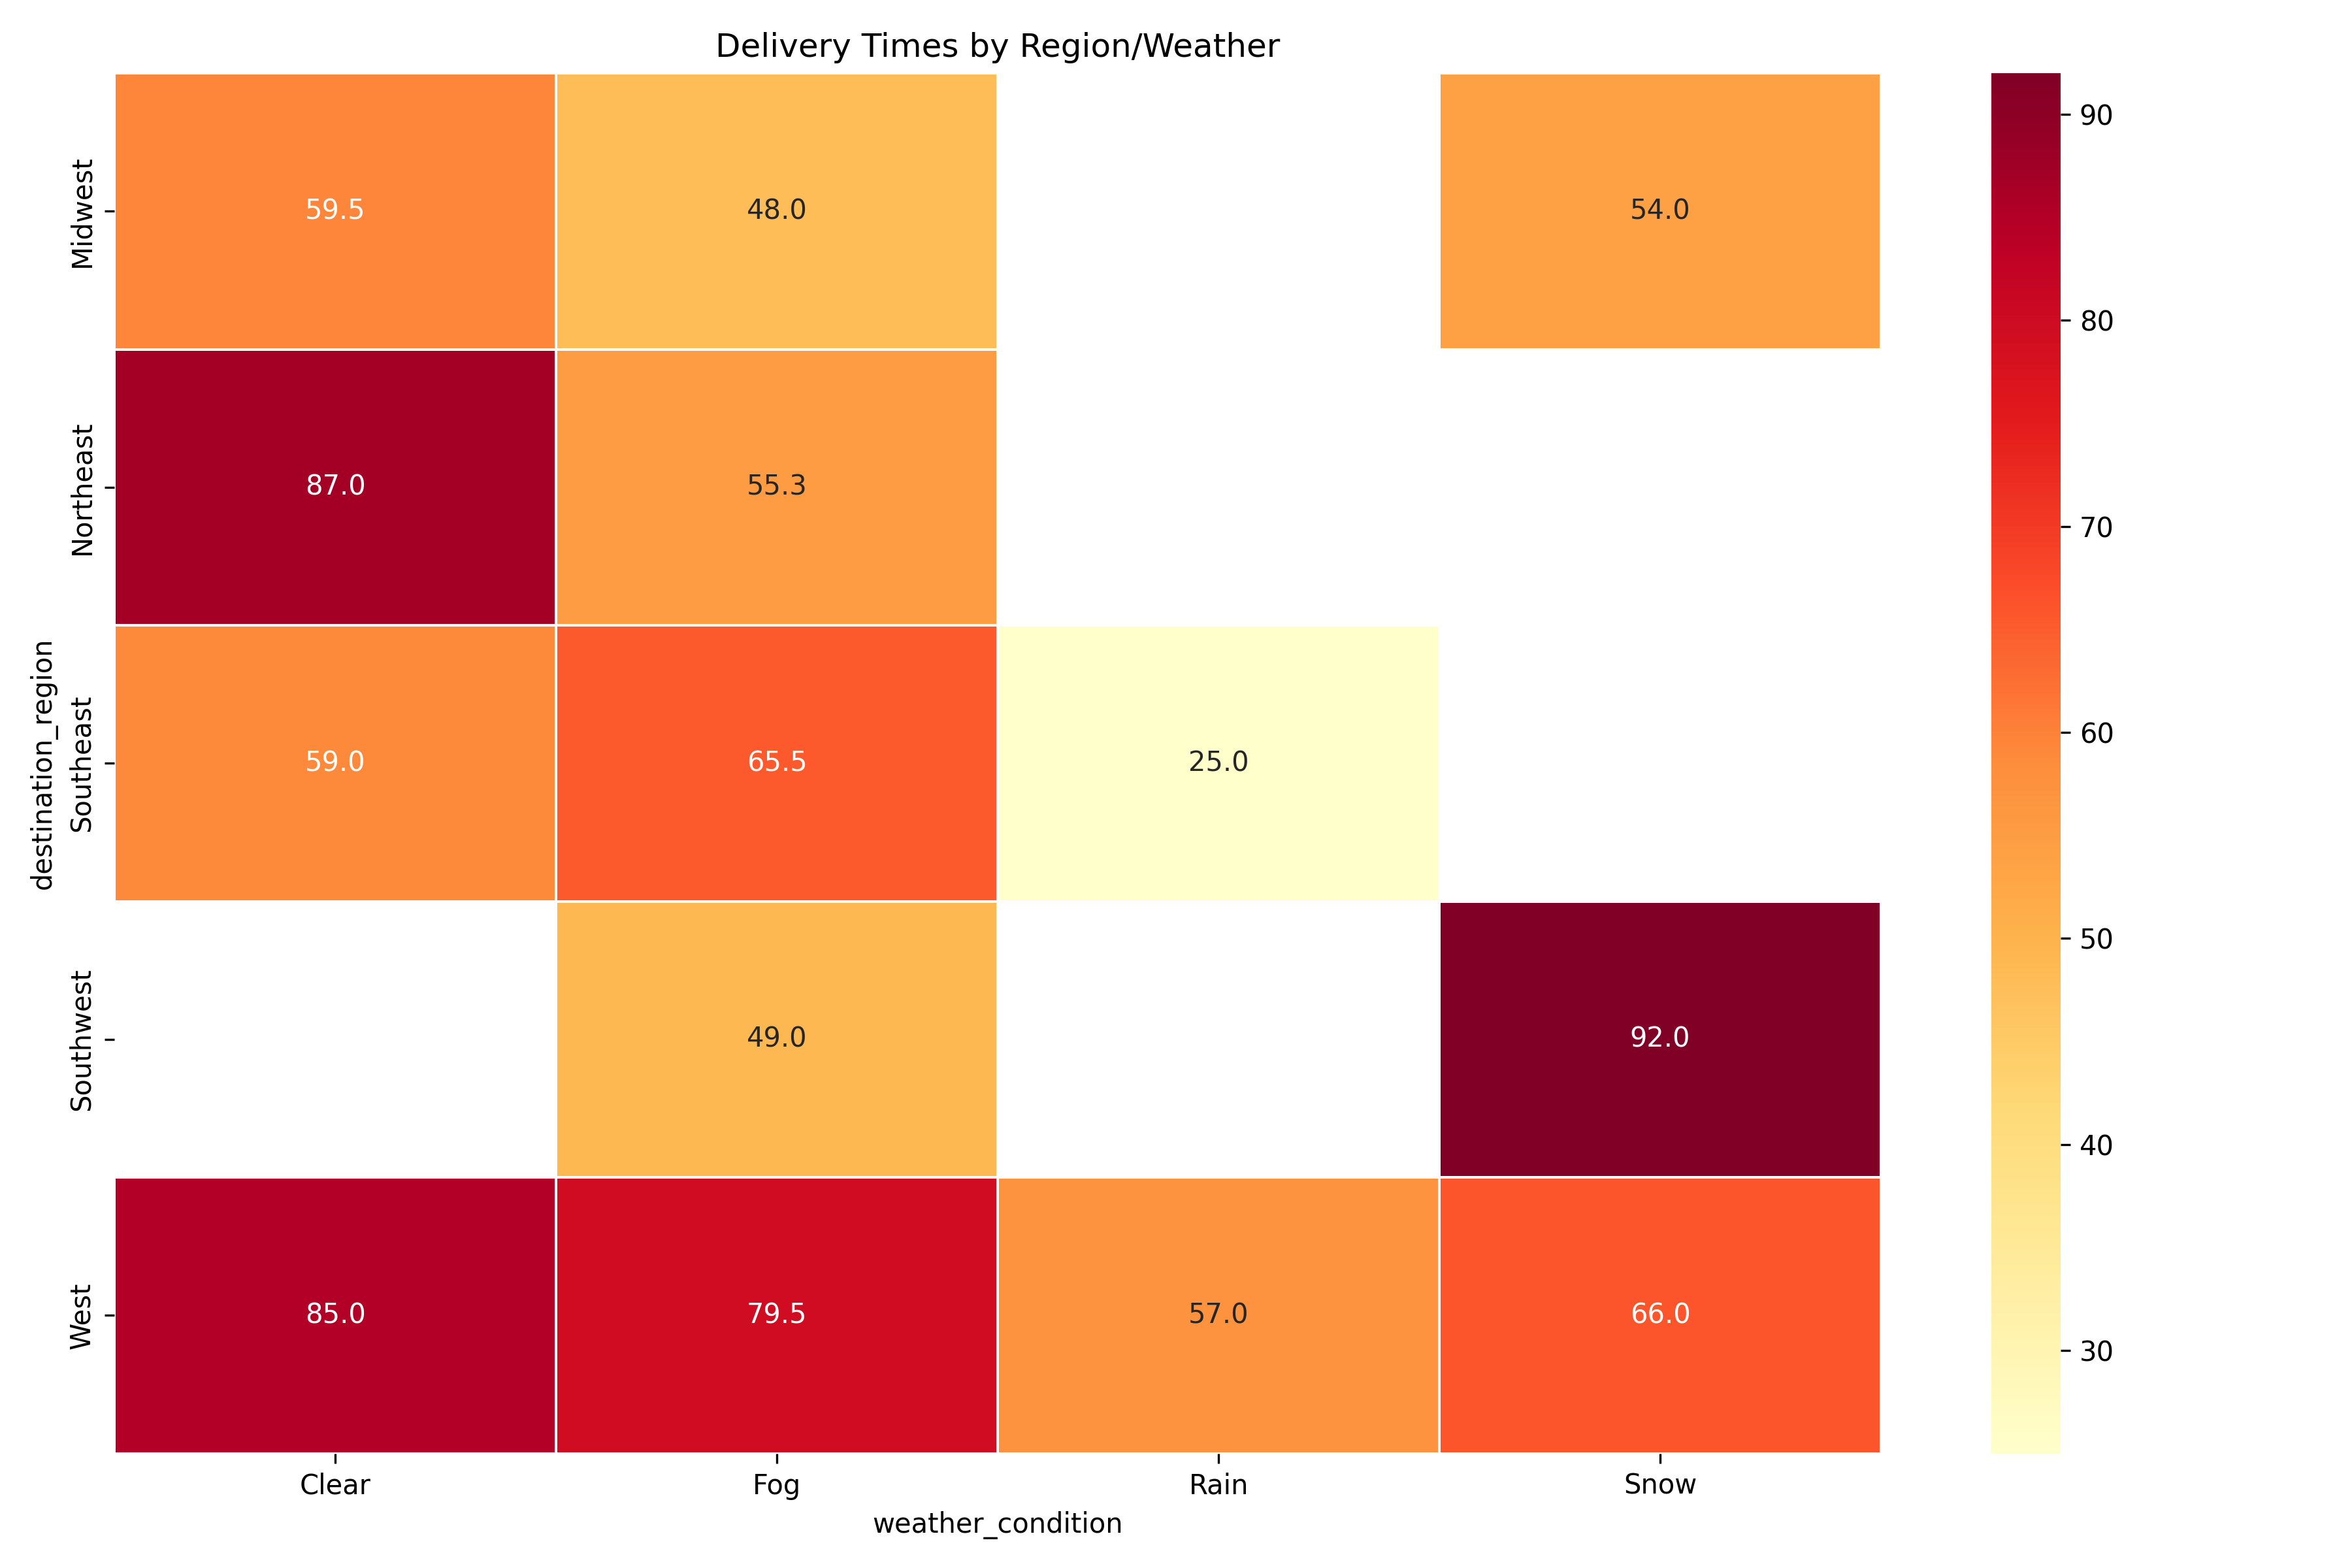 Delivery Times by Region/Weather
destination_region
Midwest
59.5 48.0 54.0
Northeast
87.0 55.3
Southeast
59.0 65.5 25.0
Southwest
49.0 92.0
West
85.0 79.5 57.0 66.0
Clear Fog Rain Snow
weather_condition
90
80
70
60
50
40
30